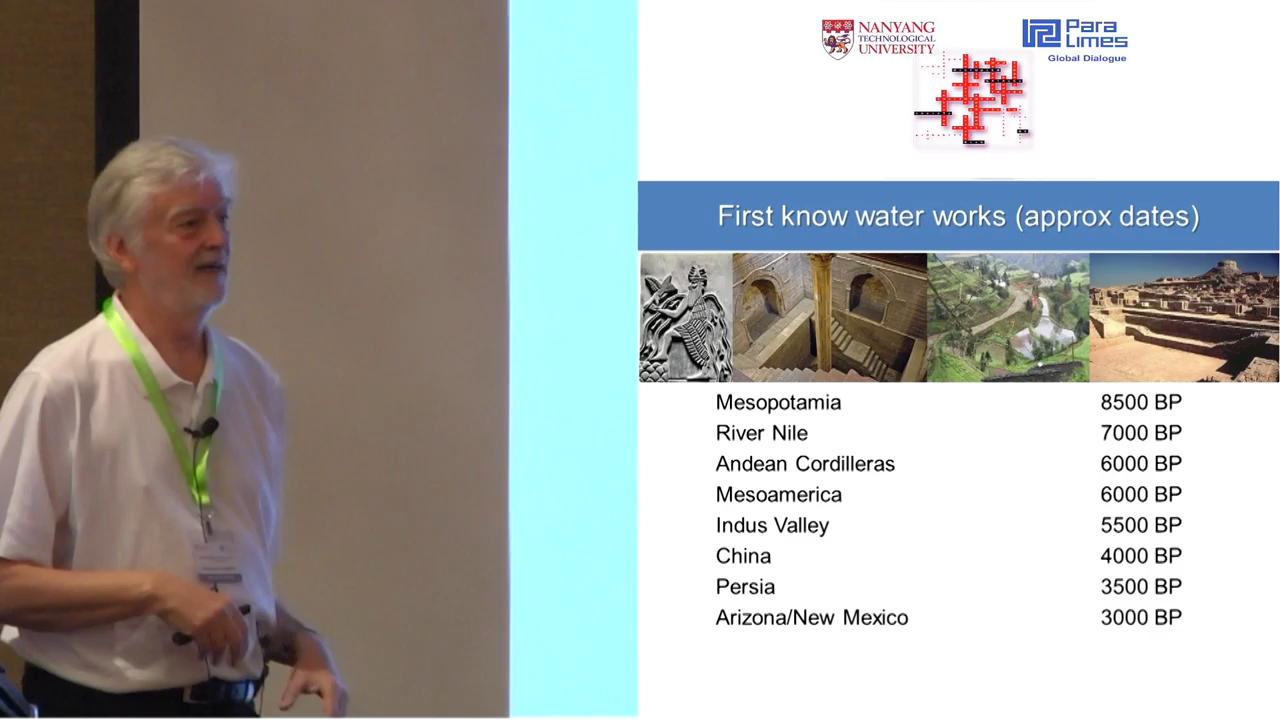 NANYANG
TECHNOLOGICAL
UNIVERSITY
Para
Limes
Global Dialogue
First know water works (approx dates)
Mesopotamia 8500 BP
River Nile 7000 BP
Andean Cordilleras 6000 BP
Mesoamerica 6000 BP
Indus Valley 5500 BP
China 4000 BP
Persia 3500 BP
Arizona/New Mexico 3000 BP